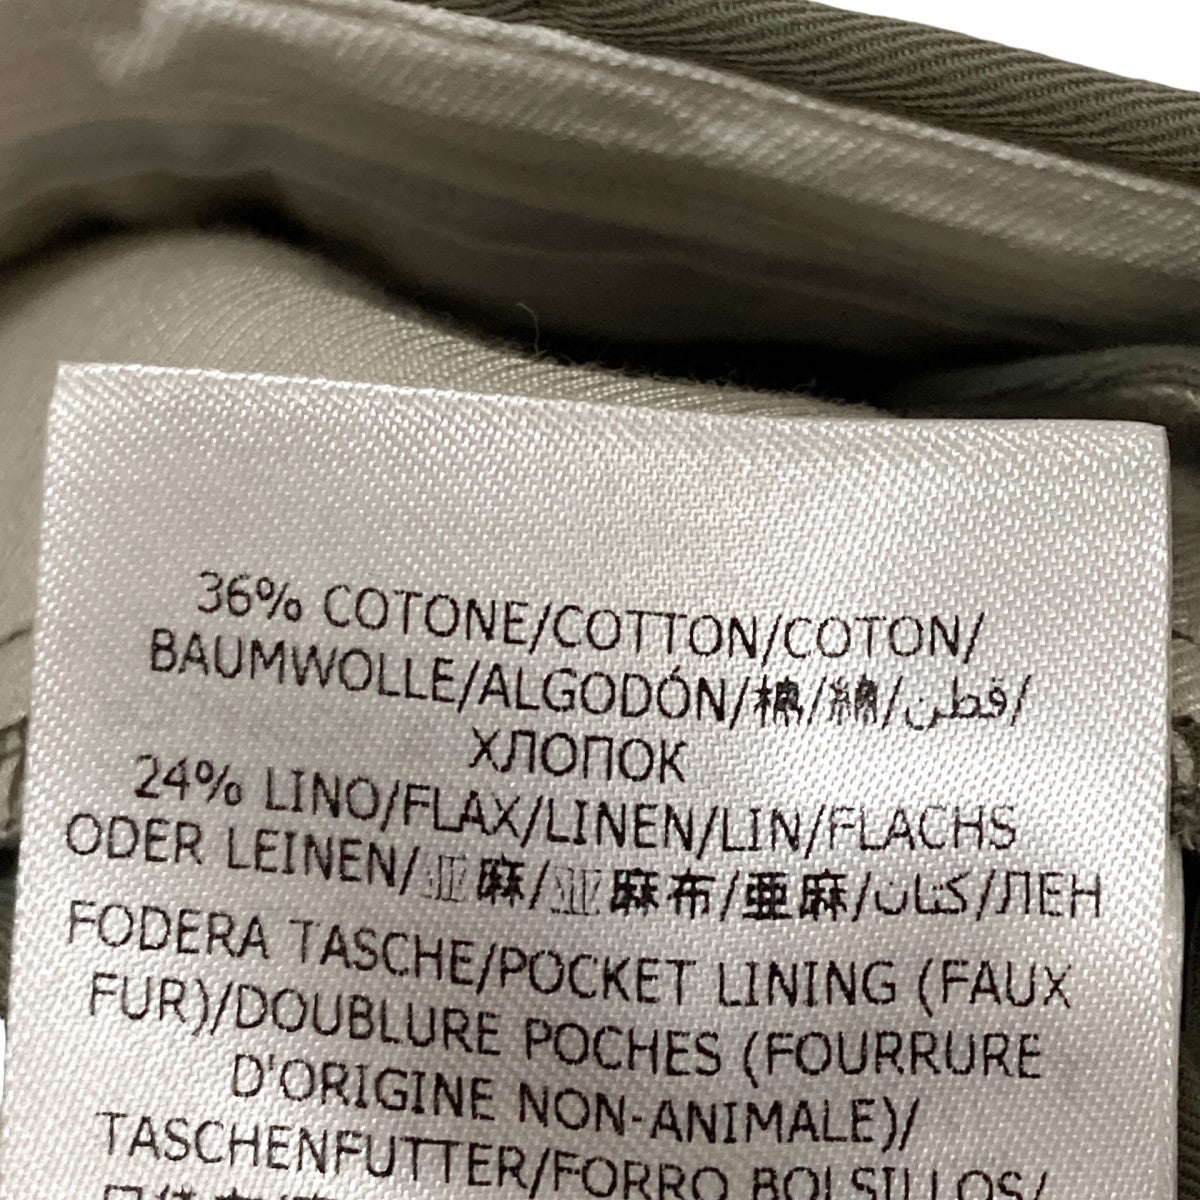 36% COTONE/COTTON/COTON/
BAUMWOLLE/ALGODÓN/棉/綿/قطن/
ХЛОПОК
24% LINO/FLAX/LINEN/LIN/FLACHS
ODER LEINEN/亚麻/亚麻布/亜麻/كتان/ЛЕН
FODERA TASCHE/POCKET LINING (FAUX
FUR)/DOUBLURE POCHES (FOURRURE
D'ORIGINE NON-ANIMALE)/
TASCHENFUTTER/FORRO BOLSILLOS/